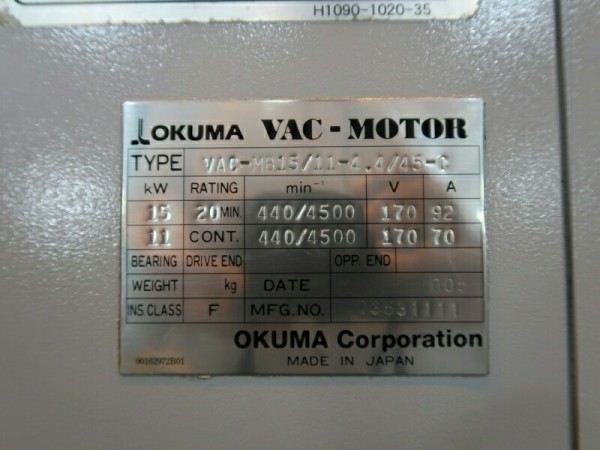 H1090-1020-35
OKUMA VAC-MOTOR
TYPE VAC-MB15/11-4.4/45-C
kW RATING min⁻¹ V A
15 20MIN. 440/4500 170 92
11 CONT. 440/4500 170 70
BEARING DRIVE END OPP. END
WEIGHT kg DATE
INS.CLASS F MFG.NO.
OKUMA Corporation
00162972B01 MADE IN JAPAN